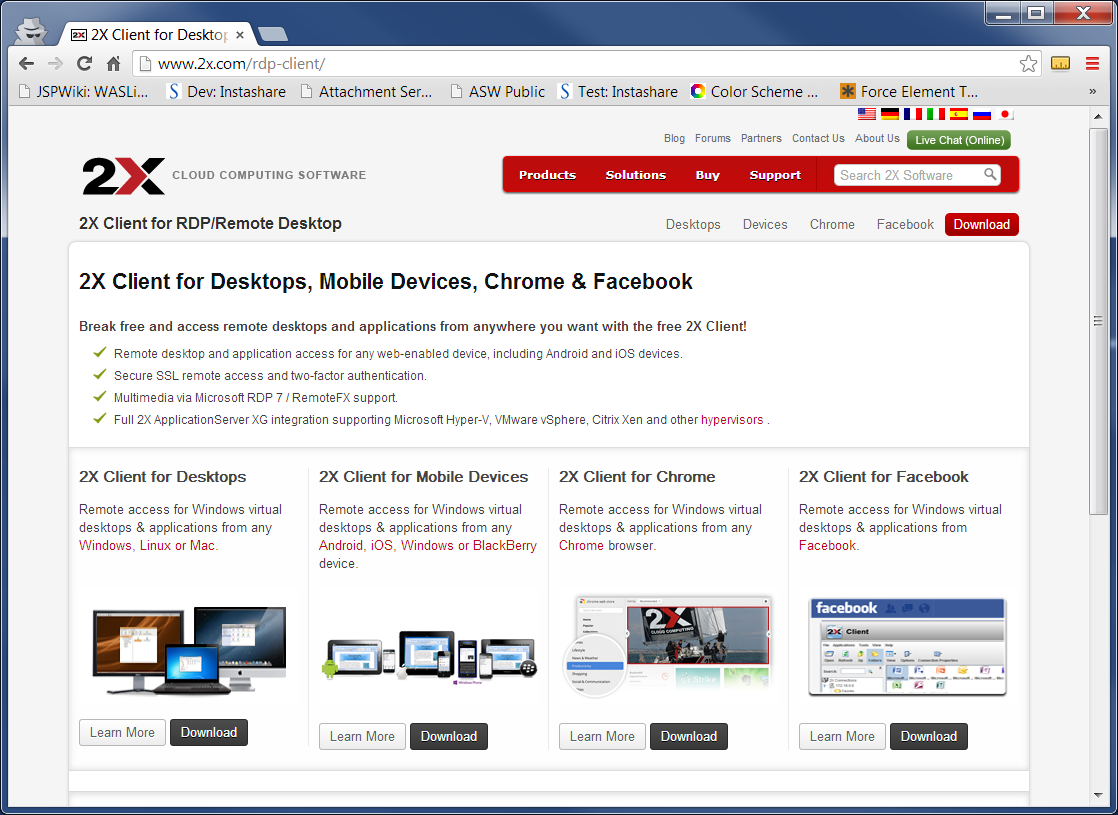 2X Client for Desktop
www.2x.com/rdp-client/
JSPWiki: WASLi...
Dev: Instashare
Attachment Ser...
ASW Public
Test: Instashare
Color Scheme ...
Force Element T...
»
Blog Forums Partners Contact Us About Us Live Chat (Online)
2X CLOUD COMPUTING SOFTWARE
Products Solutions Buy Support Search 2X Software
2X Client for RDP/Remote Desktop
Desktops Devices Chrome Facebook Download
2X Client for Desktops, Mobile Devices, Chrome & Facebook
Break free and access remote desktops and applications from anywhere you want with the free 2X Client!
Remote desktop and application access for any web-enabled device, including Android and iOS devices.
Secure SSL remote access and two-factor authentication.
Multimedia via Microsoft RDP 7 / RemoteFX support.
Full 2X ApplicationServer XG integration supporting Microsoft Hyper-V, VMware vSphere, Citrix Xen and other hypervisors .
2X Client for Desktops
Remote access for Windows virtual
desktops & applications from any
Windows, Linux or Mac.
Learn More Download
2X Client for Mobile Devices
Remote access for Windows virtual
desktops & applications from any
Android, iOS, Windows or BlackBerry
device.
Learn More Download
2X Client for Chrome
Remote access for Windows virtual
desktops & applications from any
Chrome browser.
2X
CLOUD COMPUTING
Learn More Download
2X Client for Facebook
Remote access for Windows virtual
desktops & applications from
Facebook.
facebook
2X Client
Learn More Download